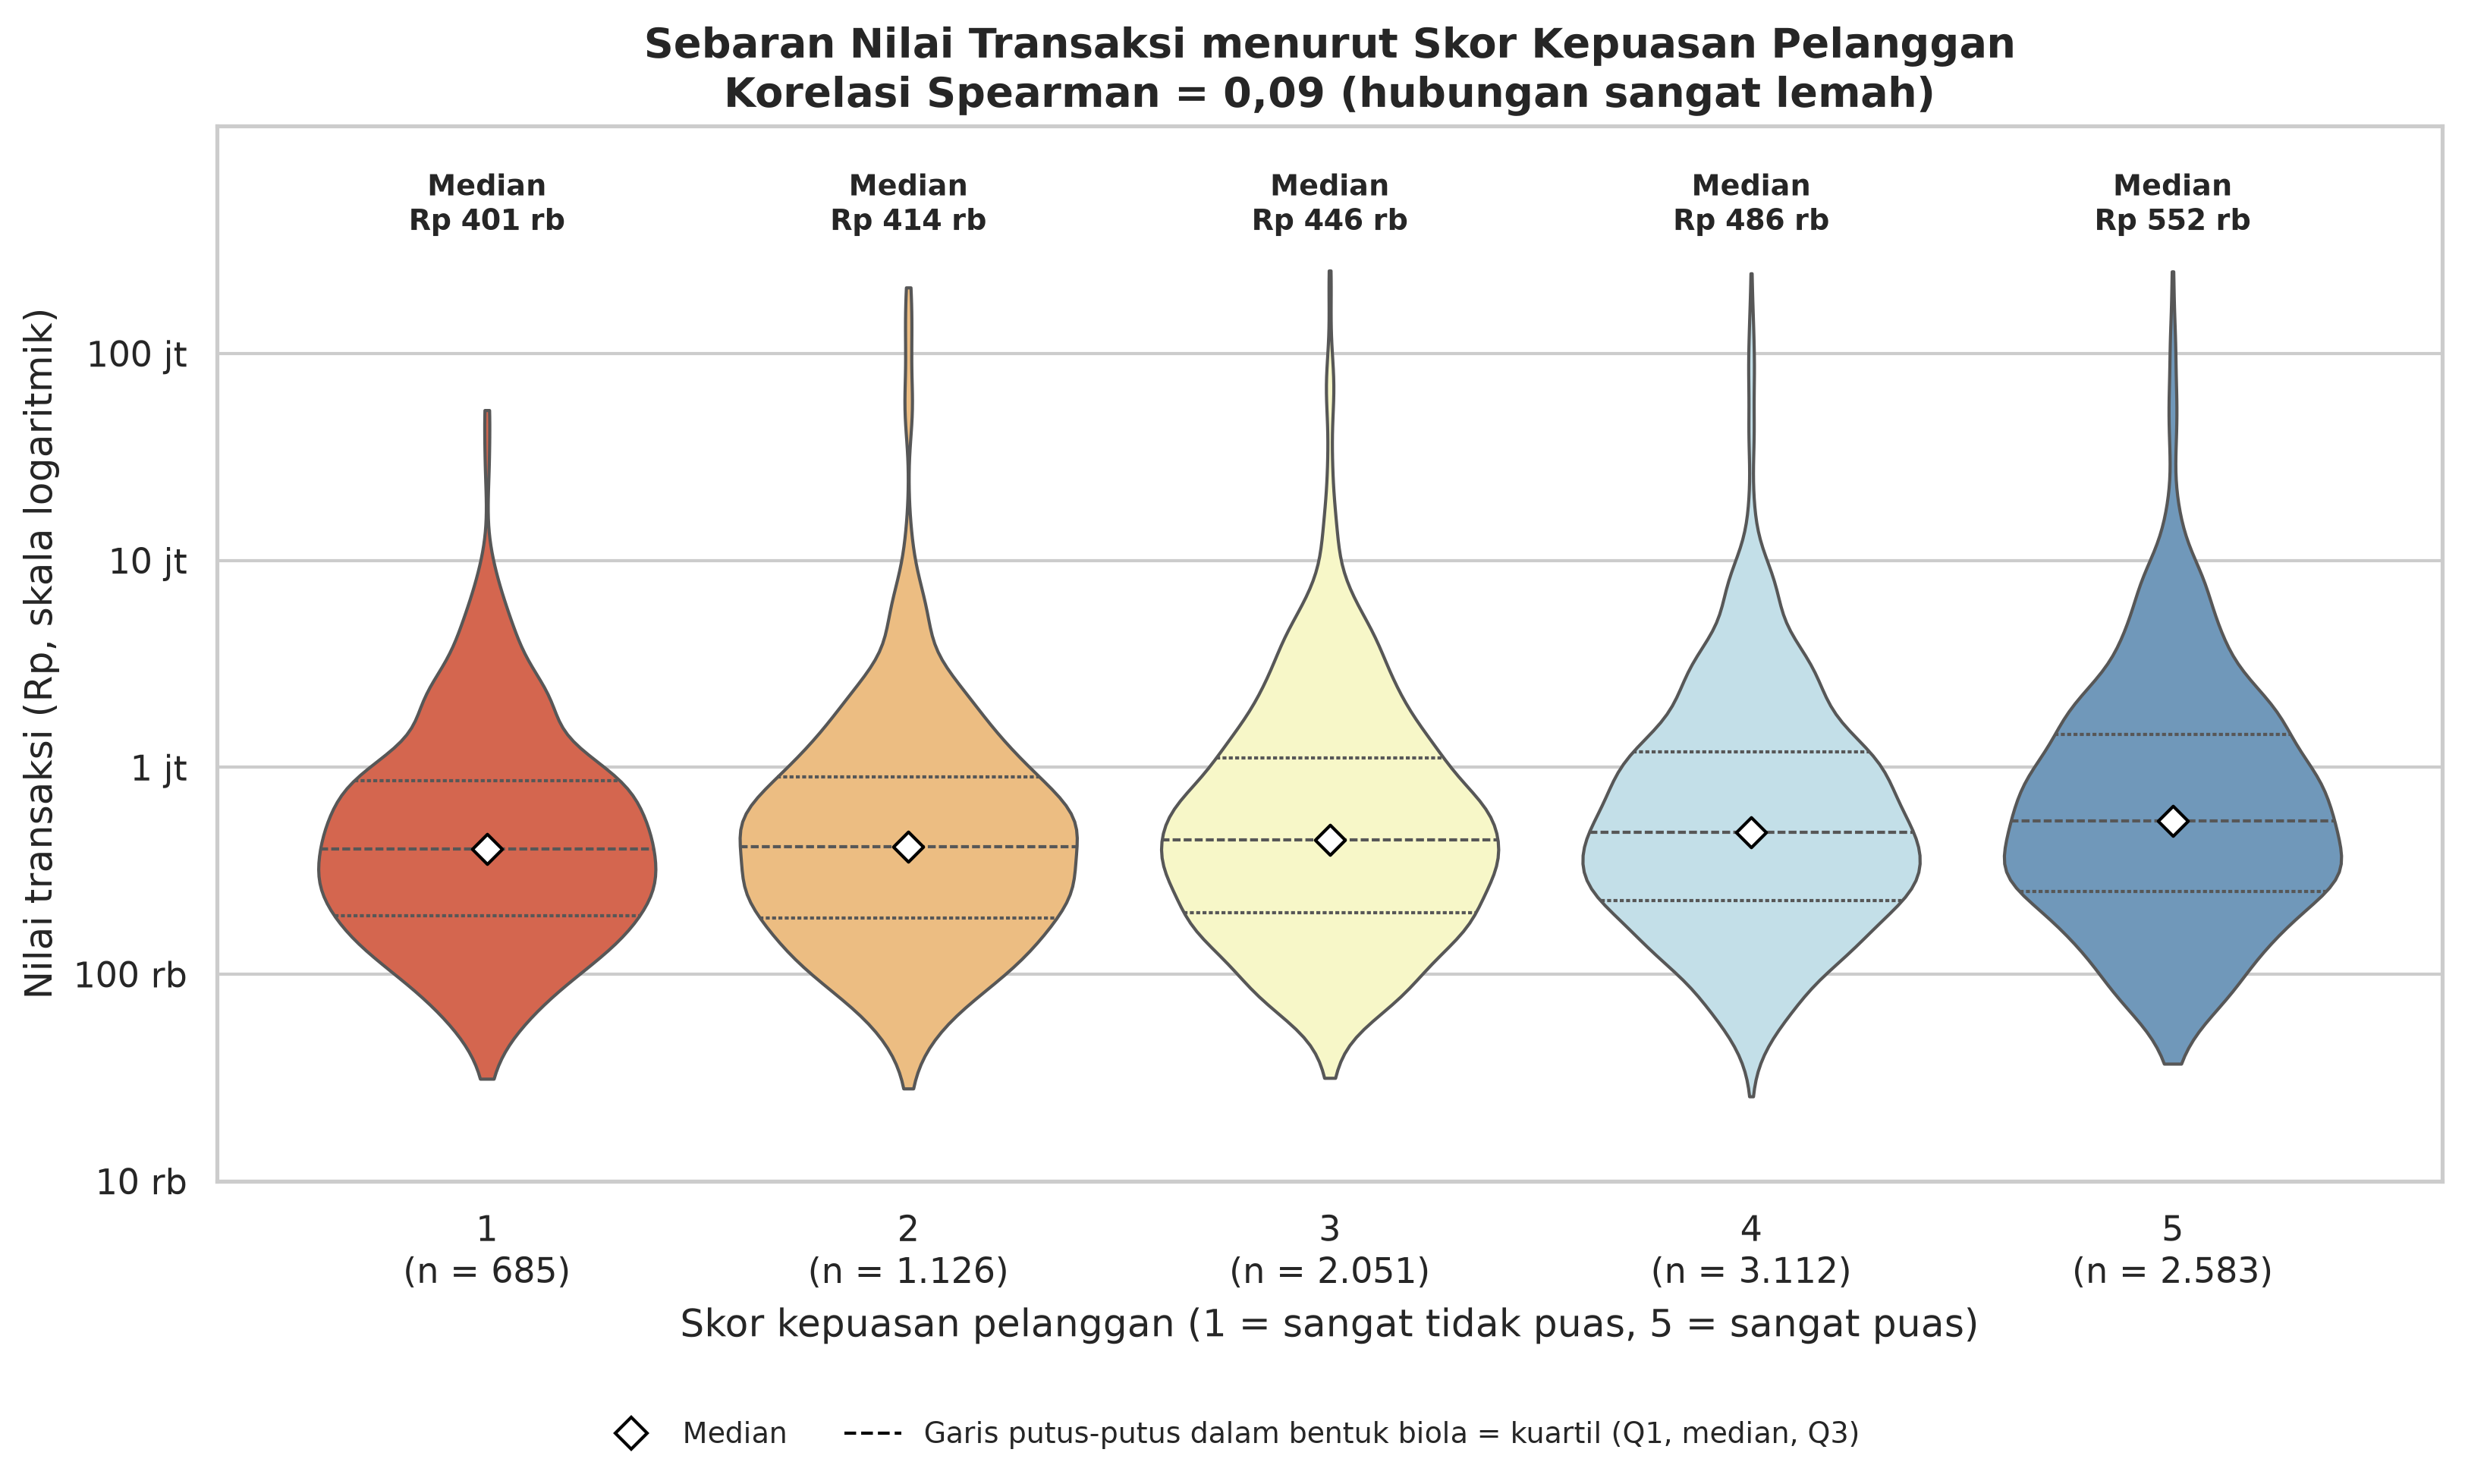 Sebaran Nilai Transaksi menurut Skor Kepuasan Pelanggan
Korelasi Spearman = 0,09 (hubungan sangat lemah)
Median
Rp 401 rb
Median
Rp 414 rb
Median
Rp 446 rb
Median
Rp 486 rb
Median
Rp 552 rb
Nilai transaksi (Rp, skala logaritmik)
100 jt
10 jt
1 jt
100 rb
10 rb
1
(n = 685)
2
(n = 1.126)
3
(n = 2.051)
4
(n = 3.112)
5
(n = 2.583)
Skor kepuasan pelanggan (1 = sangat tidak puas, 5 = sangat puas)
Median
Garis putus-putus dalam bentuk biola = kuartil (Q1, median, Q3)